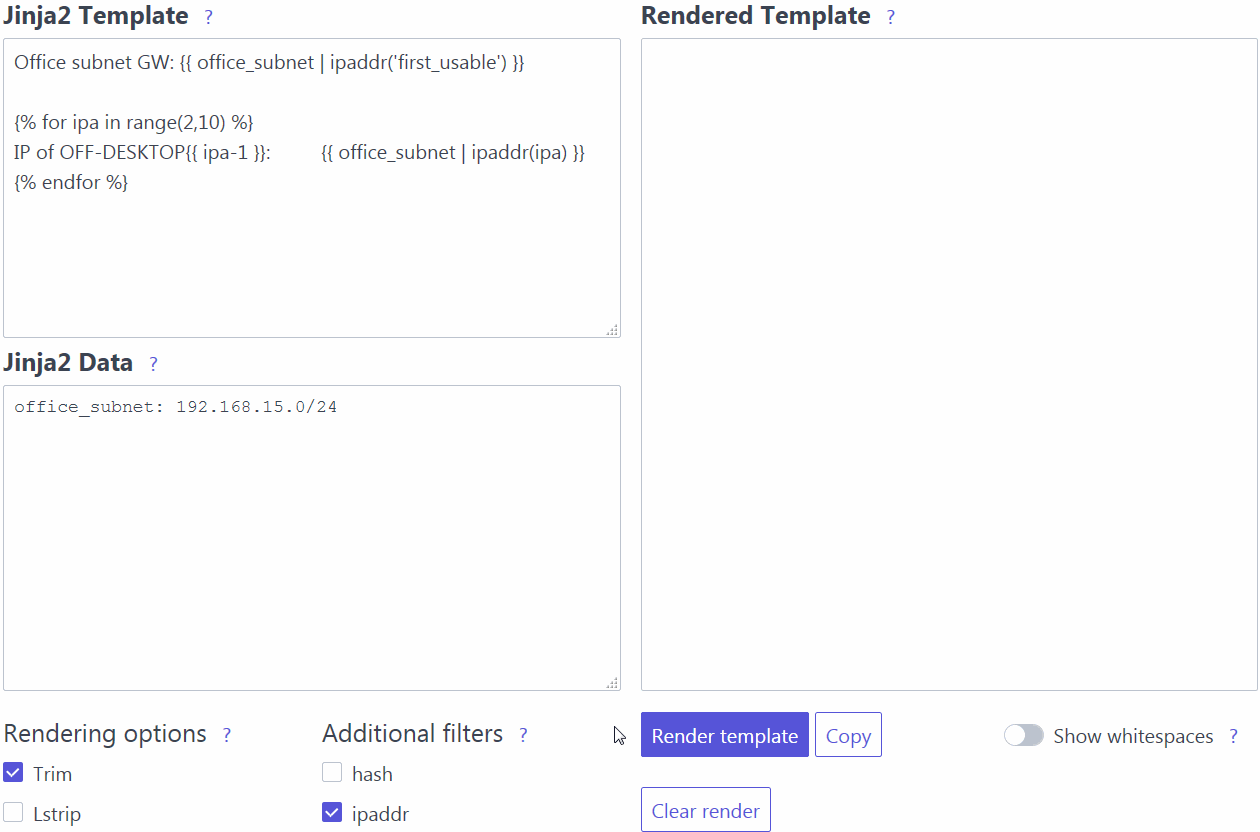 Jinja2 Template ?
Office subnet GW: {{ office_subnet | ipaddr('first_usable') }}
{% for ipa in range(2,10) %}
IP of OFF-DESKTOP{{ ipa-1 }}: {{ office_subnet | ipaddr(ipa) }}
{% endfor %}
Jinja2 Data ?
office_subnet: 192.168.15.0/24
Rendering options ?
Trim
Lstrip
Additional filters ?
hash
ipaddr
Rendered Template ?
Render template
Copy
Show whitespaces ?
Clear render